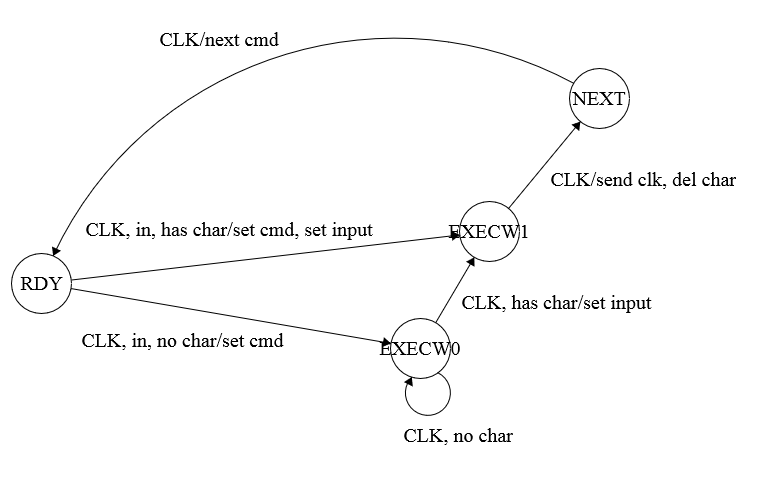 CLK/next cmd
NEXT
CLK/send clk, del char
CLK, in, has char/set cmd, set input
EXECW1
RDY
CLK, has char/set input
CLK, in, no char/set cmd
EXECW0
CLK, no char